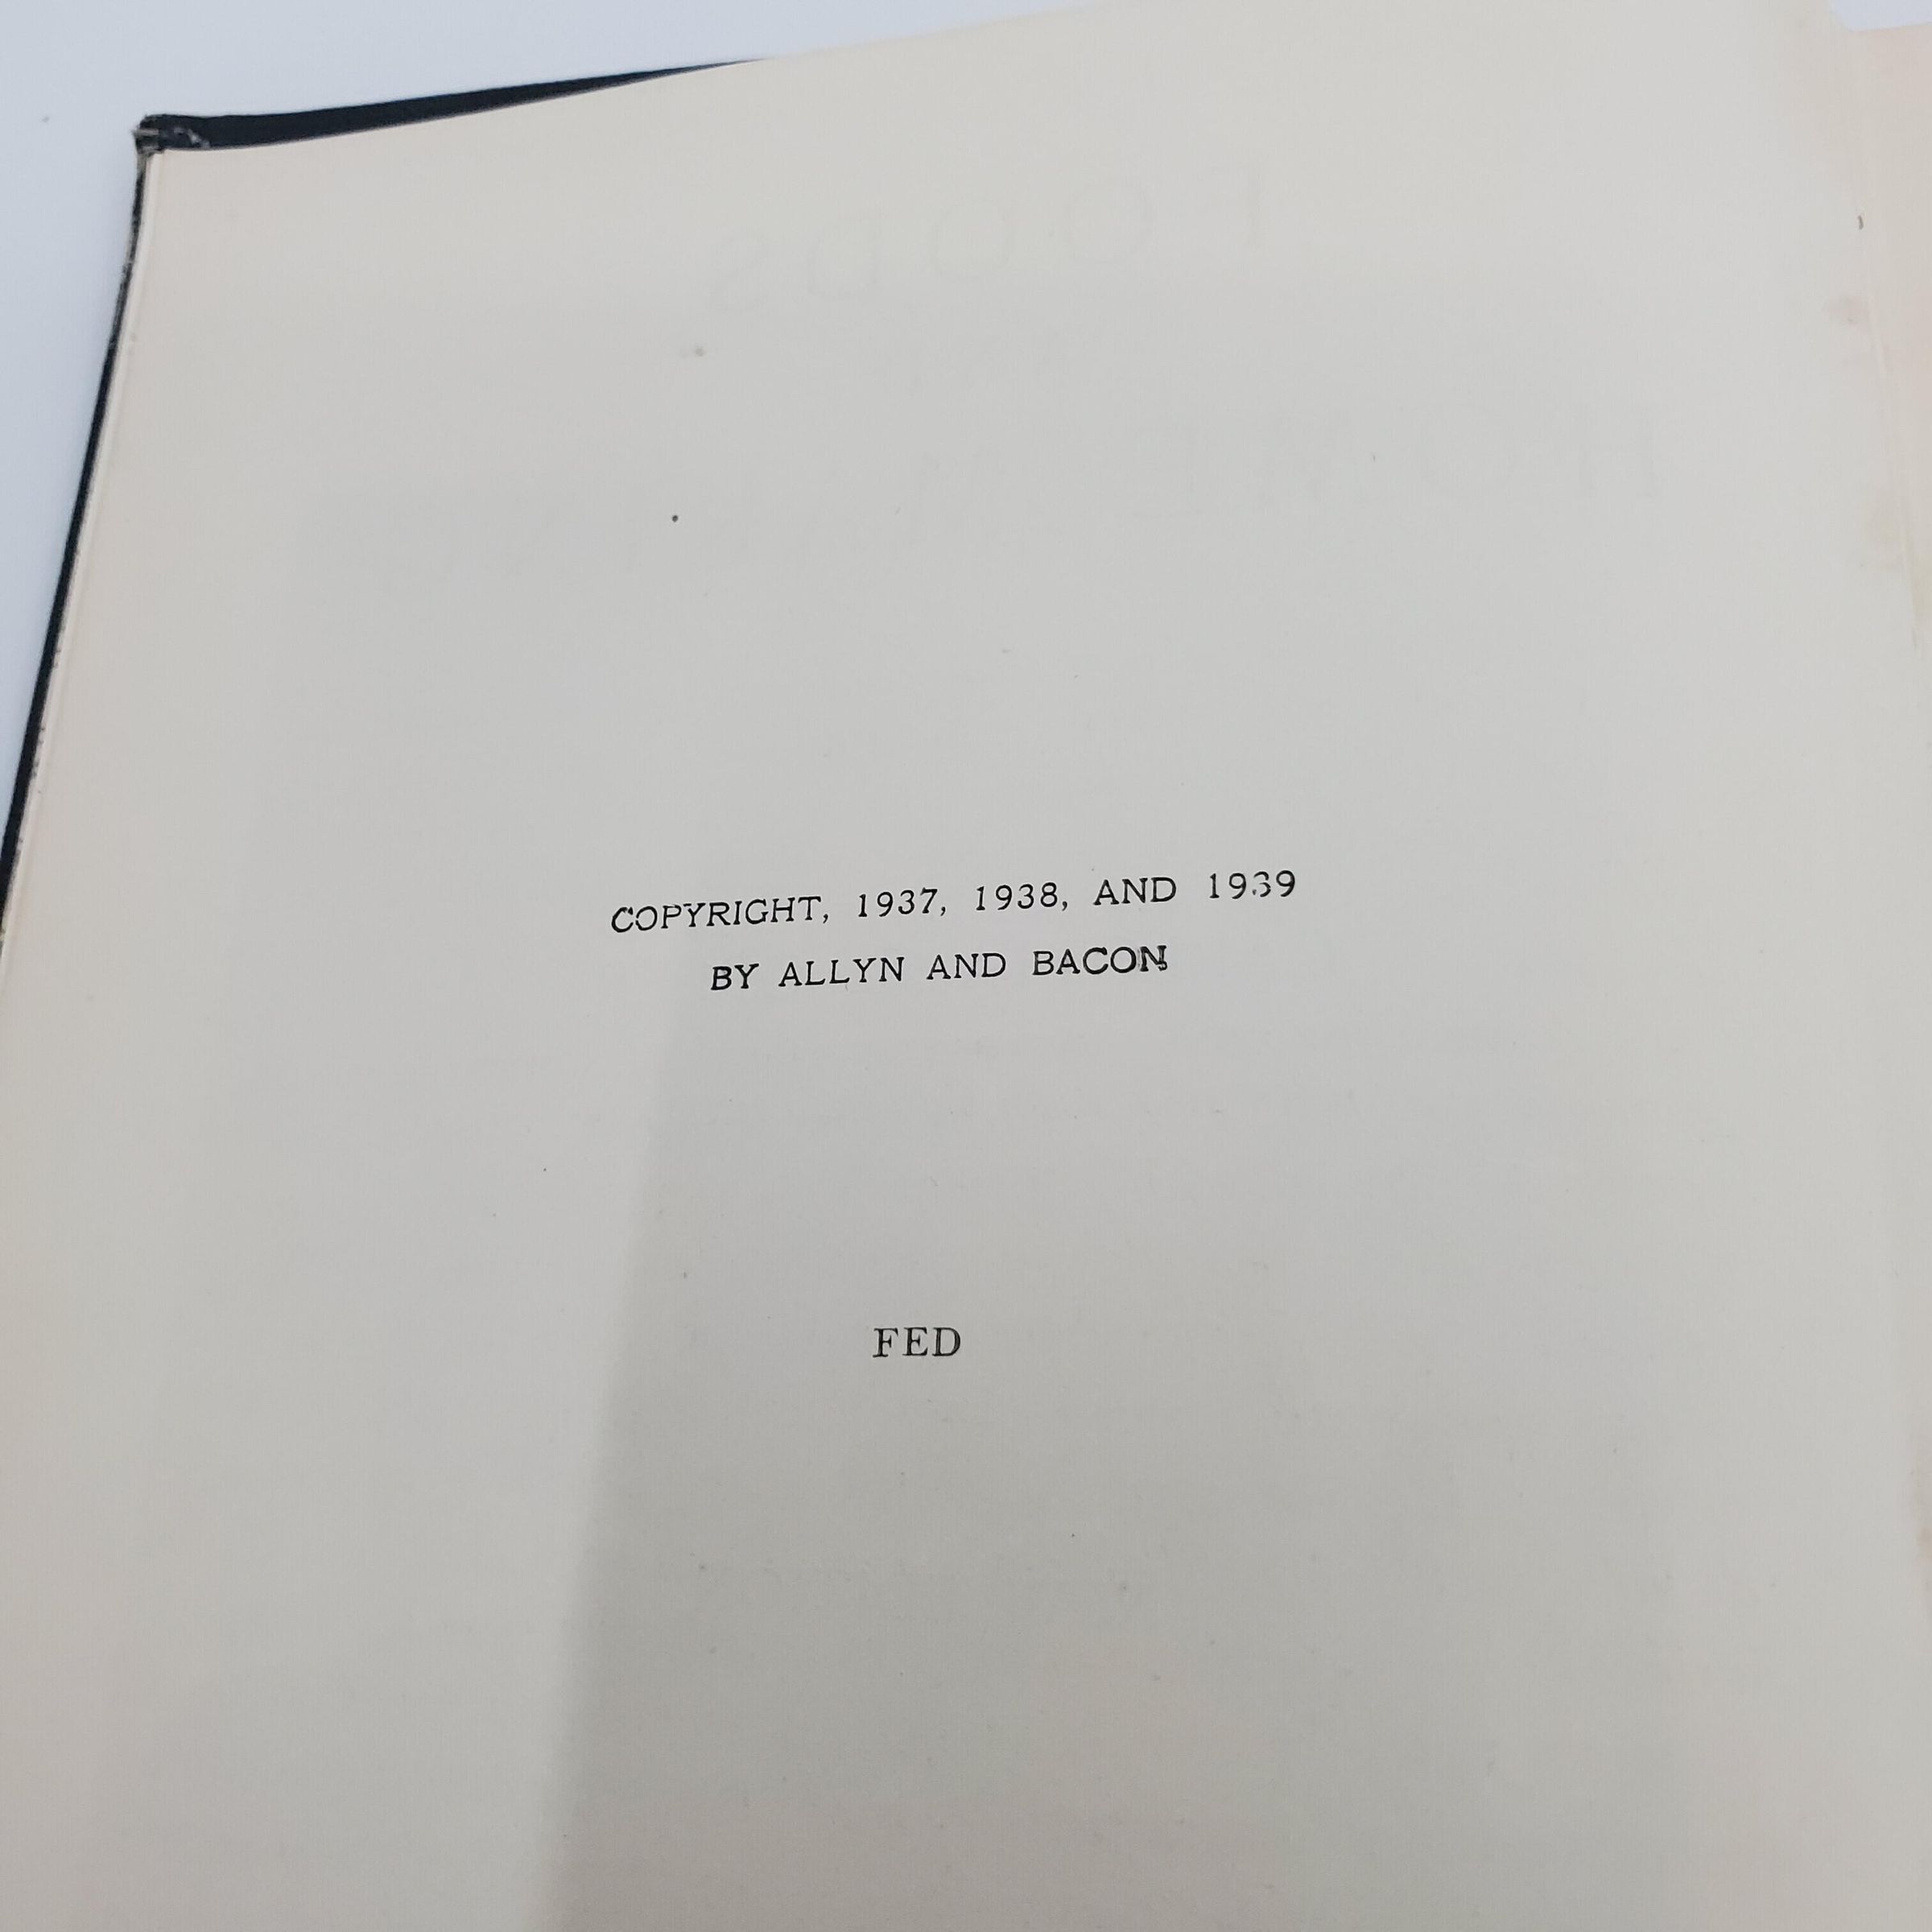 COPYRIGHT, 1937, 1938, AND 1939
BY ALLYN AND BACON
FED